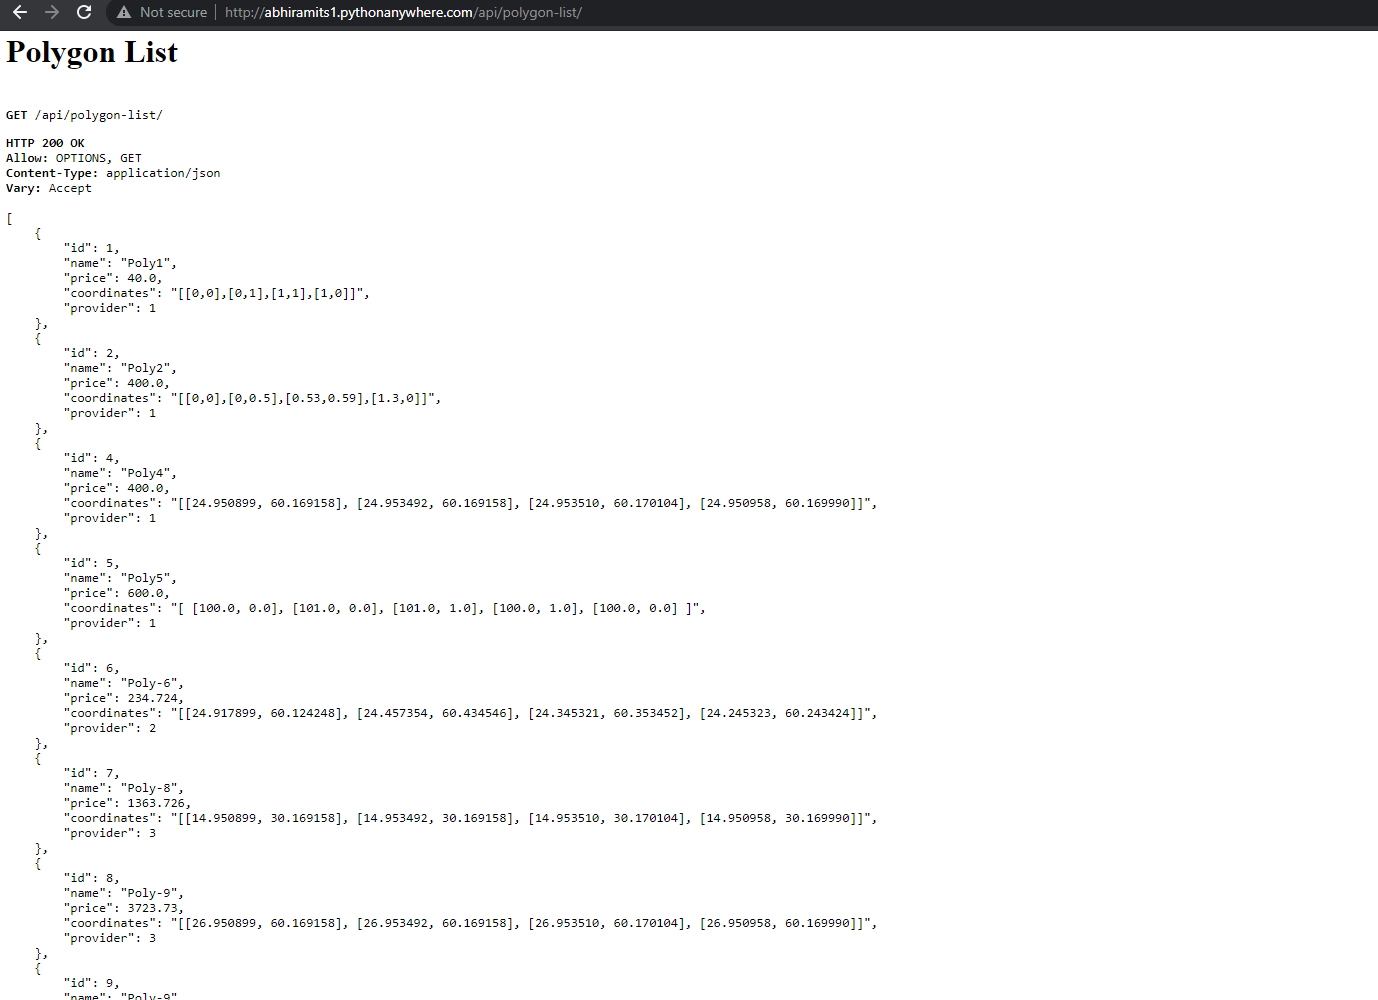 Not secure | http://abhiramits1.pythonanywhere.com/api/polygon-list/
Polygon List
GET /api/polygon-list/
HTTP 200 OK
Allow: OPTIONS, GET
Content-Type: application/json
Vary: Accept
[
    {
        "id": 1,
        "name": "Poly1",
        "price": 40.0,
        "coordinates": "[[0,0],[0,1],[1,1],[1,0]]",
        "provider": 1
    },
    {
        "id": 2,
        "name": "Poly2",
        "price": 400.0,
        "coordinates": "[[0,0],[0,0.5],[0.53,0.59],[1.3,0]]",
        "provider": 1
    },
    {
        "id": 4,
        "name": "Poly4",
        "price": 400.0,
        "coordinates": "[[24.950899, 60.169158], [24.953492, 60.169158], [24.953510, 60.170104], [24.950958, 60.169990]]",
        "provider": 1
    },
    {
        "id": 5,
        "name": "Poly5",
        "price": 600.0,
        "coordinates": "[ [100.0, 0.0], [101.0, 0.0], [101.0, 1.0], [100.0, 1.0], [100.0, 0.0] ]",
        "provider": 1
    },
    {
        "id": 6,
        "name": "Poly-6",
        "price": 234.724,
        "coordinates": "[[24.917899, 60.124248], [24.457354, 60.434546], [24.345321, 60.353452], [24.245323, 60.243424]]",
        "provider": 2
    },
    {
        "id": 7,
        "name": "Poly-8",
        "price": 1363.726,
        "coordinates": "[[14.950899, 30.169158], [14.953492, 30.169158], [14.953510, 30.170104], [14.950958, 30.169990]]",
        "provider": 3
    },
    {
        "id": 8,
        "name": "Poly-9",
        "price": 3723.73,
        "coordinates": "[[26.950899, 60.169158], [26.953492, 60.169158], [26.953510, 60.170104], [26.950958, 60.169990]]",
        "provider": 3
    },
    {
        "id": 9,
        "name": "Poly-9"